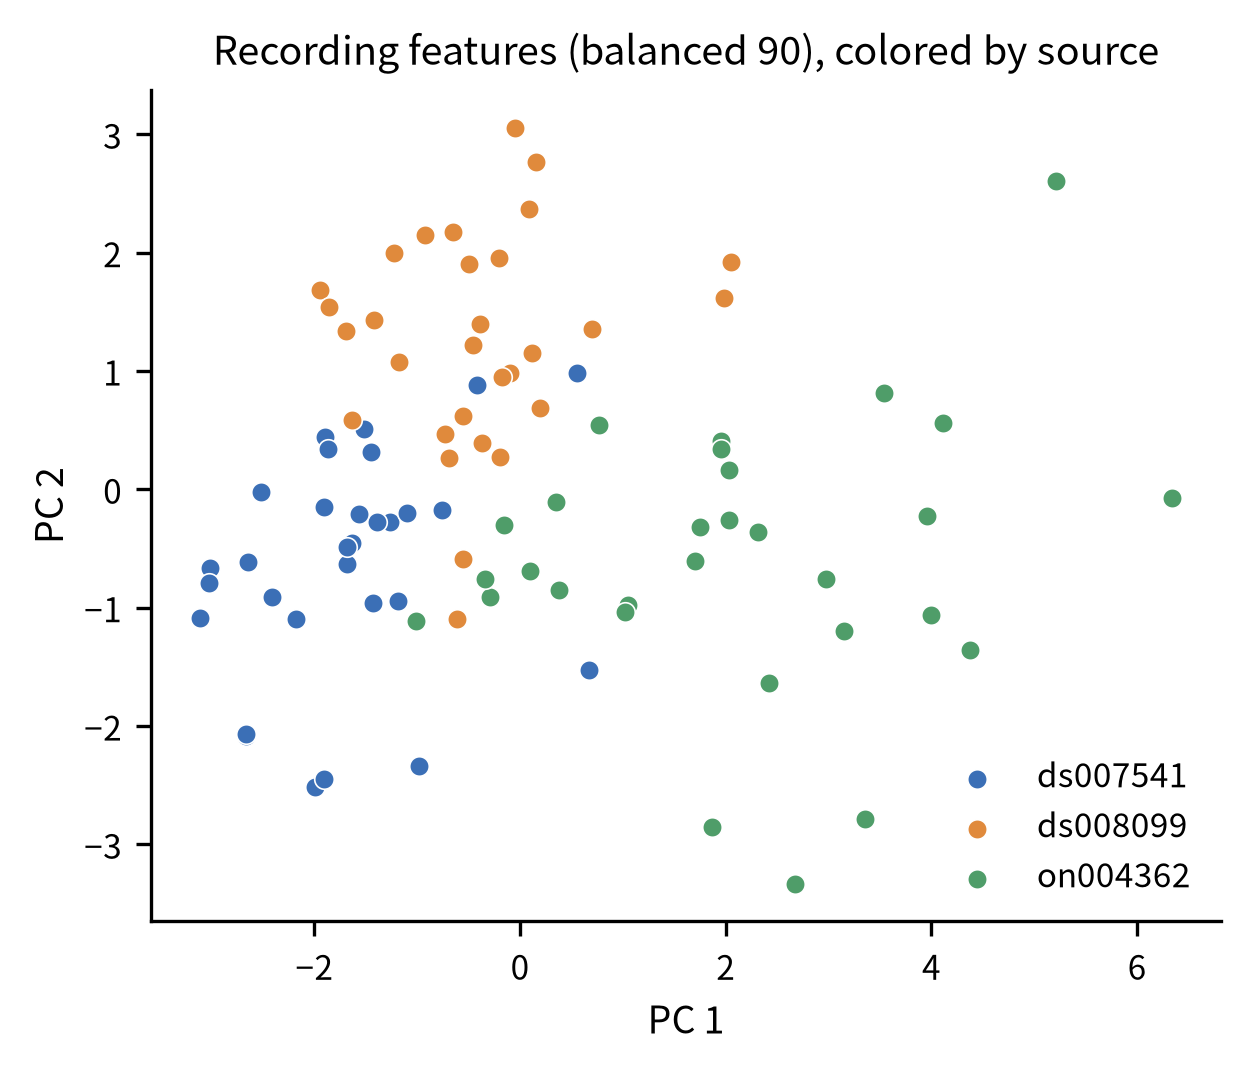 Recording features (balanced 90), colored by source
3
2
1
0
−1
−2
−3
PC 2
−2
0
2
4
6
PC 1
ds007541
ds008099
on004362